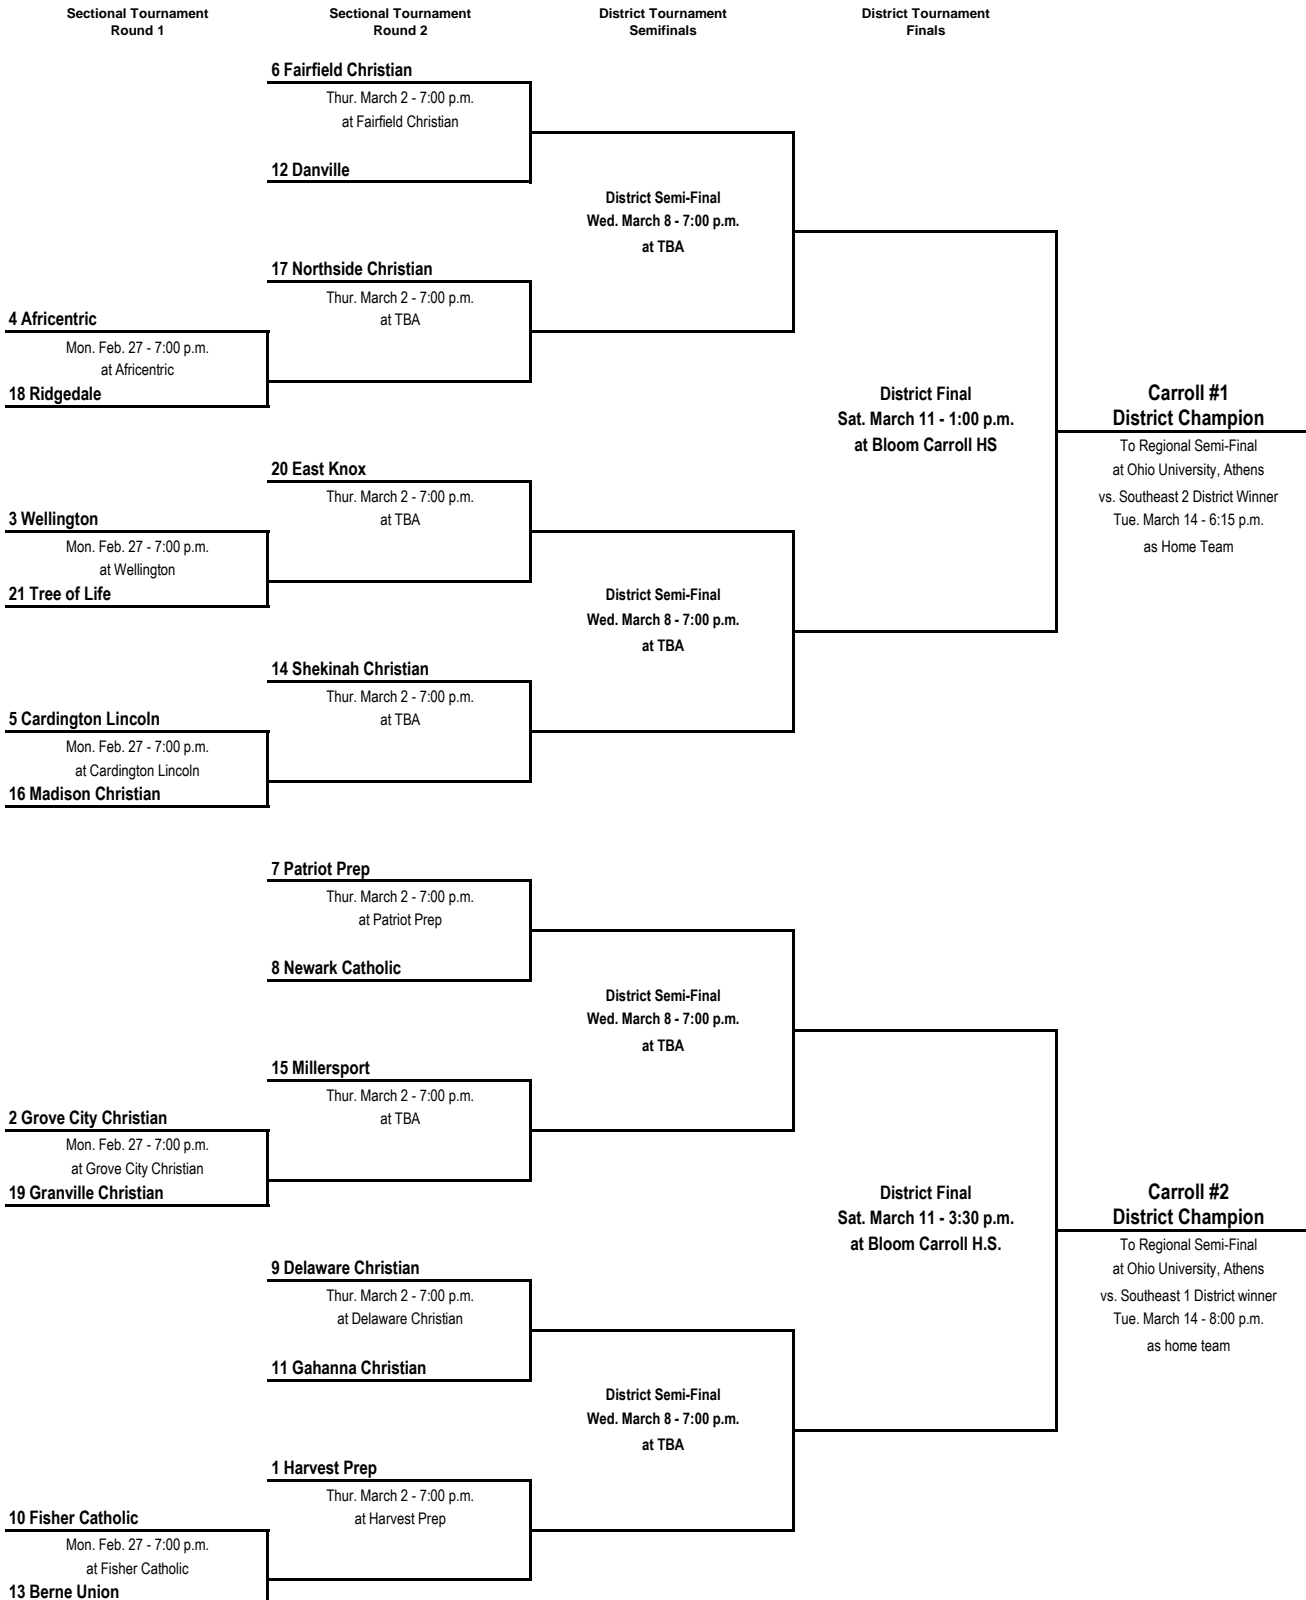 Sectional Tournament
Round 1
Sectional Tournament
Round 2
District Tournament
Semifinals
District Tournament
Finals
6 Fairfield Christian
Thur. March 2 - 7:00 p.m.
at Fairfield Christian
12 Danville
District Semi-Final
Wed. March 8 - 7:00 p.m.
at TBA
17 Northside Christian
Thur. March 2 - 7:00 p.m.
at TBA
4 Africentric
Mon. Feb. 27 - 7:00 p.m.
at Africentric
18 Ridgedale
District Final
Sat. March 11 - 1:00 p.m.
at Bloom Carroll HS
Carroll #1
District Champion
To Regional Semi-Final
at Ohio University, Athens
vs. Southeast 2 District Winner
Tue. March 14 - 6:15 p.m.
as Home Team
20 East Knox
Thur. March 2 - 7:00 p.m.
at TBA
3 Wellington
Mon. Feb. 27 - 7:00 p.m.
at Wellington
21 Tree of Life
District Semi-Final
Wed. March 8 - 7:00 p.m.
at TBA
14 Shekinah Christian
Thur. March 2 - 7:00 p.m.
at TBA
5 Cardington Lincoln
Mon. Feb. 27 - 7:00 p.m.
at Cardington Lincoln
16 Madison Christian
7 Patriot Prep
Thur. March 2 - 7:00 p.m.
at Patriot Prep
8 Newark Catholic
District Semi-Final
Wed. March 8 - 7:00 p.m.
at TBA
15 Millersport
Thur. March 2 - 7:00 p.m.
at TBA
2 Grove City Christian
Mon. Feb. 27 - 7:00 p.m.
at Grove City Christian
19 Granville Christian
District Final
Sat. March 11 - 3:30 p.m.
at Bloom Carroll H.S.
Carroll #2
District Champion
To Regional Semi-Final
at Ohio University, Athens
vs. Southeast 1 District winner
Tue. March 14 - 8:00 p.m.
as home team
9 Delaware Christian
Thur. March 2 - 7:00 p.m.
at Delaware Christian
11 Gahanna Christian
District Semi-Final
Wed. March 8 - 7:00 p.m.
at TBA
1 Harvest Prep
Thur. March 2 - 7:00 p.m.
at Harvest Prep
10 Fisher Catholic
Mon. Feb. 27 - 7:00 p.m.
at Fisher Catholic
13 Berne Union